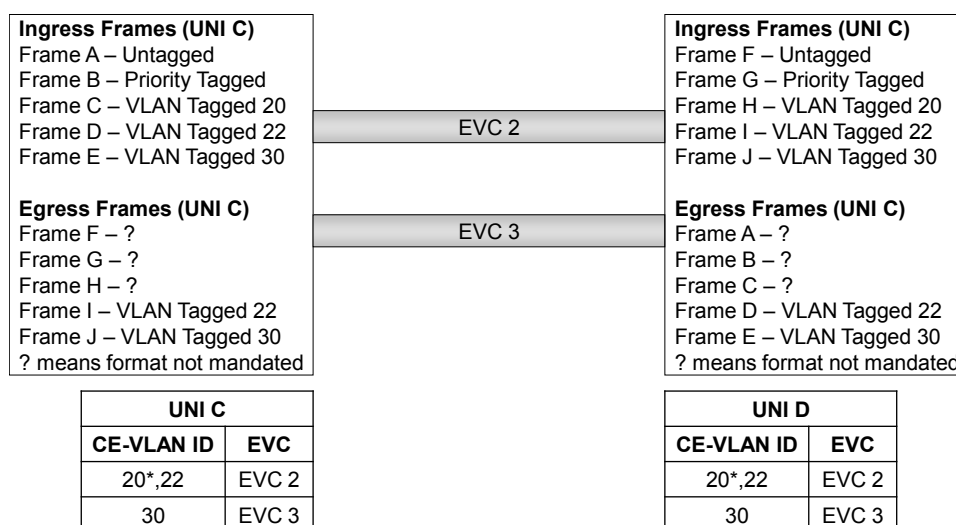 Ingress Frames (UNI C)
Frame A – Untagged
Frame B – Priority Tagged
Frame C – VLAN Tagged 20
Frame D – VLAN Tagged 22
Frame E – VLAN Tagged 30
Egress Frames (UNI C)
Frame F – ?
Frame G – ?
Frame H – ?
Frame I – VLAN Tagged 22
Frame J – VLAN Tagged 30
? means format not mandated
EVC 2
EVC 3
Ingress Frames (UNI C)
Frame F – Untagged
Frame G – Priority Tagged
Frame H – VLAN Tagged 20
Frame I – VLAN Tagged 22
Frame J – VLAN Tagged 30
Egress Frames (UNI C)
Frame A – ?
Frame B – ?
Frame C – ?
Frame D – VLAN Tagged 22
Frame E – VLAN Tagged 30
? means format not mandated
UNI C
CE-VLAN ID EVC
20*,22 EVC 2
30 EVC 3
UNI D
CE-VLAN ID EVC
20*,22 EVC 2
30 EVC 3